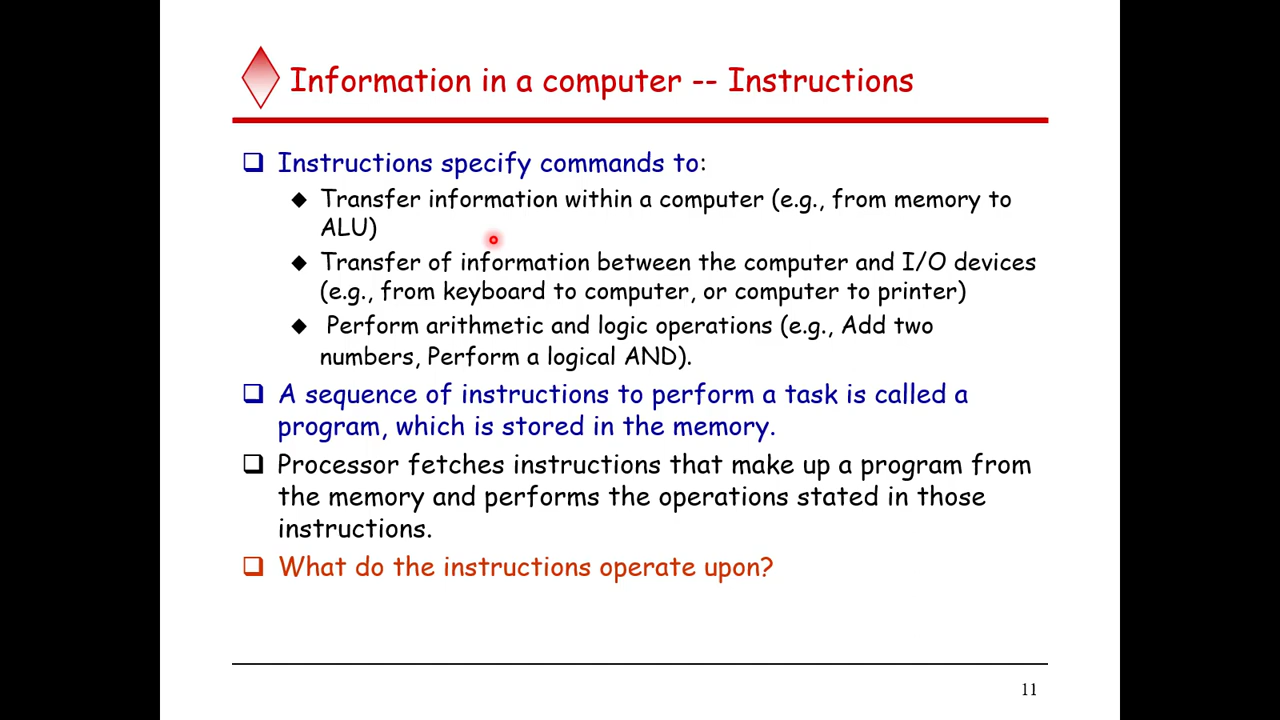 Information in a computer -- Instructions
Instructions specify commands to:
Transfer information within a computer (e.g., from memory to
ALU)
Transfer of information between the computer and I/O devices
(e.g., from keyboard to computer, or computer to printer)
Perform arithmetic and logic operations (e.g., Add two
numbers, Perform a logical AND).
A sequence of instructions to perform a task is called a
program, which is stored in the memory.
Processor fetches instructions that make up a program from
the memory and performs the operations stated in those
instructions.
What do the instructions operate upon?
11